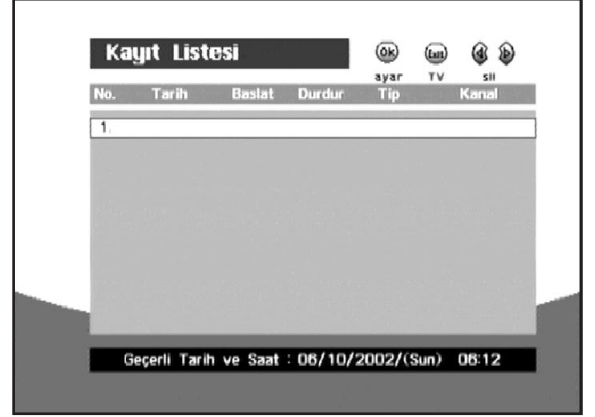 Kayıt Listesi
Ok Exit
ayar TV sil
No. Tarih Baslat Durdur Tip Kanal
1.
Geçerli Tarih ve Saat : 06/10/2002/(Sun) 06:12